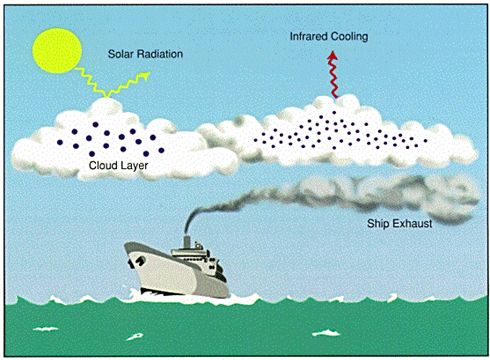 Solar Radiation
Infrared Cooling
Cloud Layer
Ship Exhaust